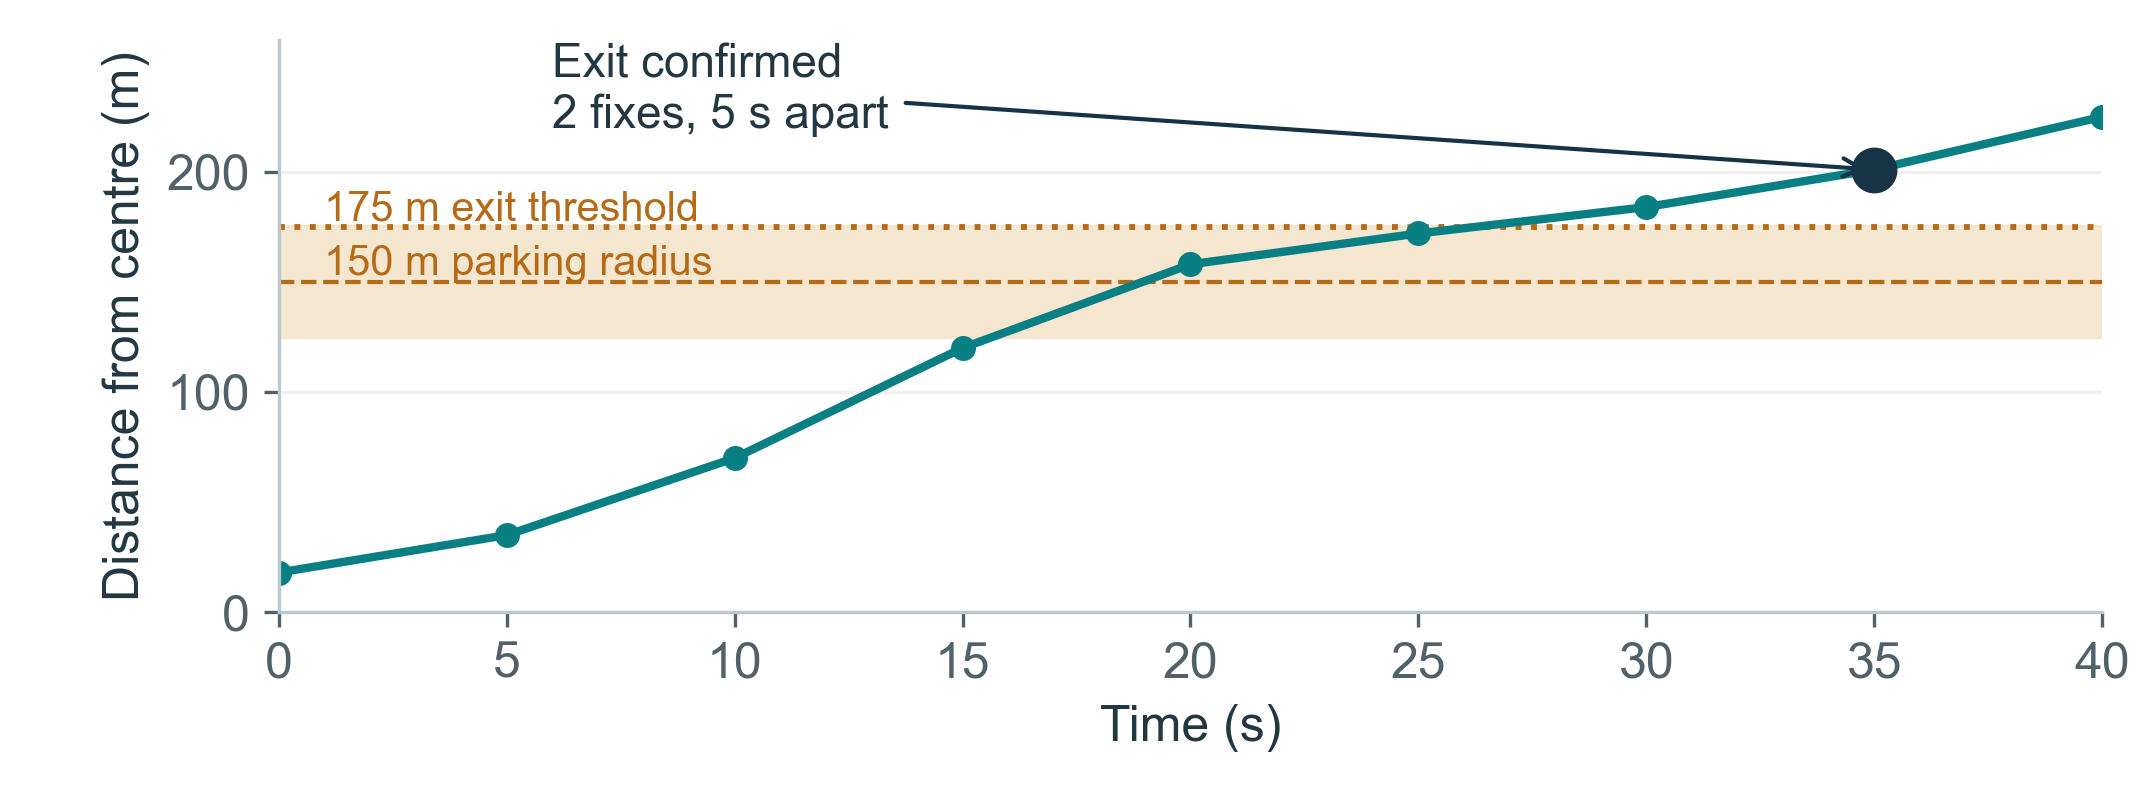 Exit confirmed
2 fixes, 5 s apart
175 m exit threshold
150 m parking radius
Distance from centre (m)
200
100
0
0 5 10 15 20 25 30 35 40
Time (s)